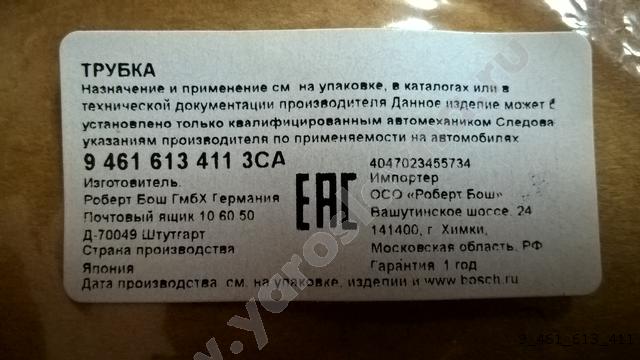 ТРУБКА
Назначение и применение см. на упаковке, в каталогах или в
технической документации производителя Данное изделие может б
установлено только квалифицированным автомехаником Следова
указаниям производителя по применяемости на автомобилях
9 461 613 411 3CA
Изготовитель.
Роберт Бош ГмбХ Германия
Почтовый ящик 10 60 50
Д-70049 Штутгарт
Страна производства
Япония
EAC
4047023455734
Импортер
ОСО «Роберт Бош»
Вашутинское шоссе. 24
141400, г. Химки,
Московская область, РФ
Гарантия. 1 год
Дата производства. см. на упаковке, изделии и www.bosch.ru
9_461_613_411